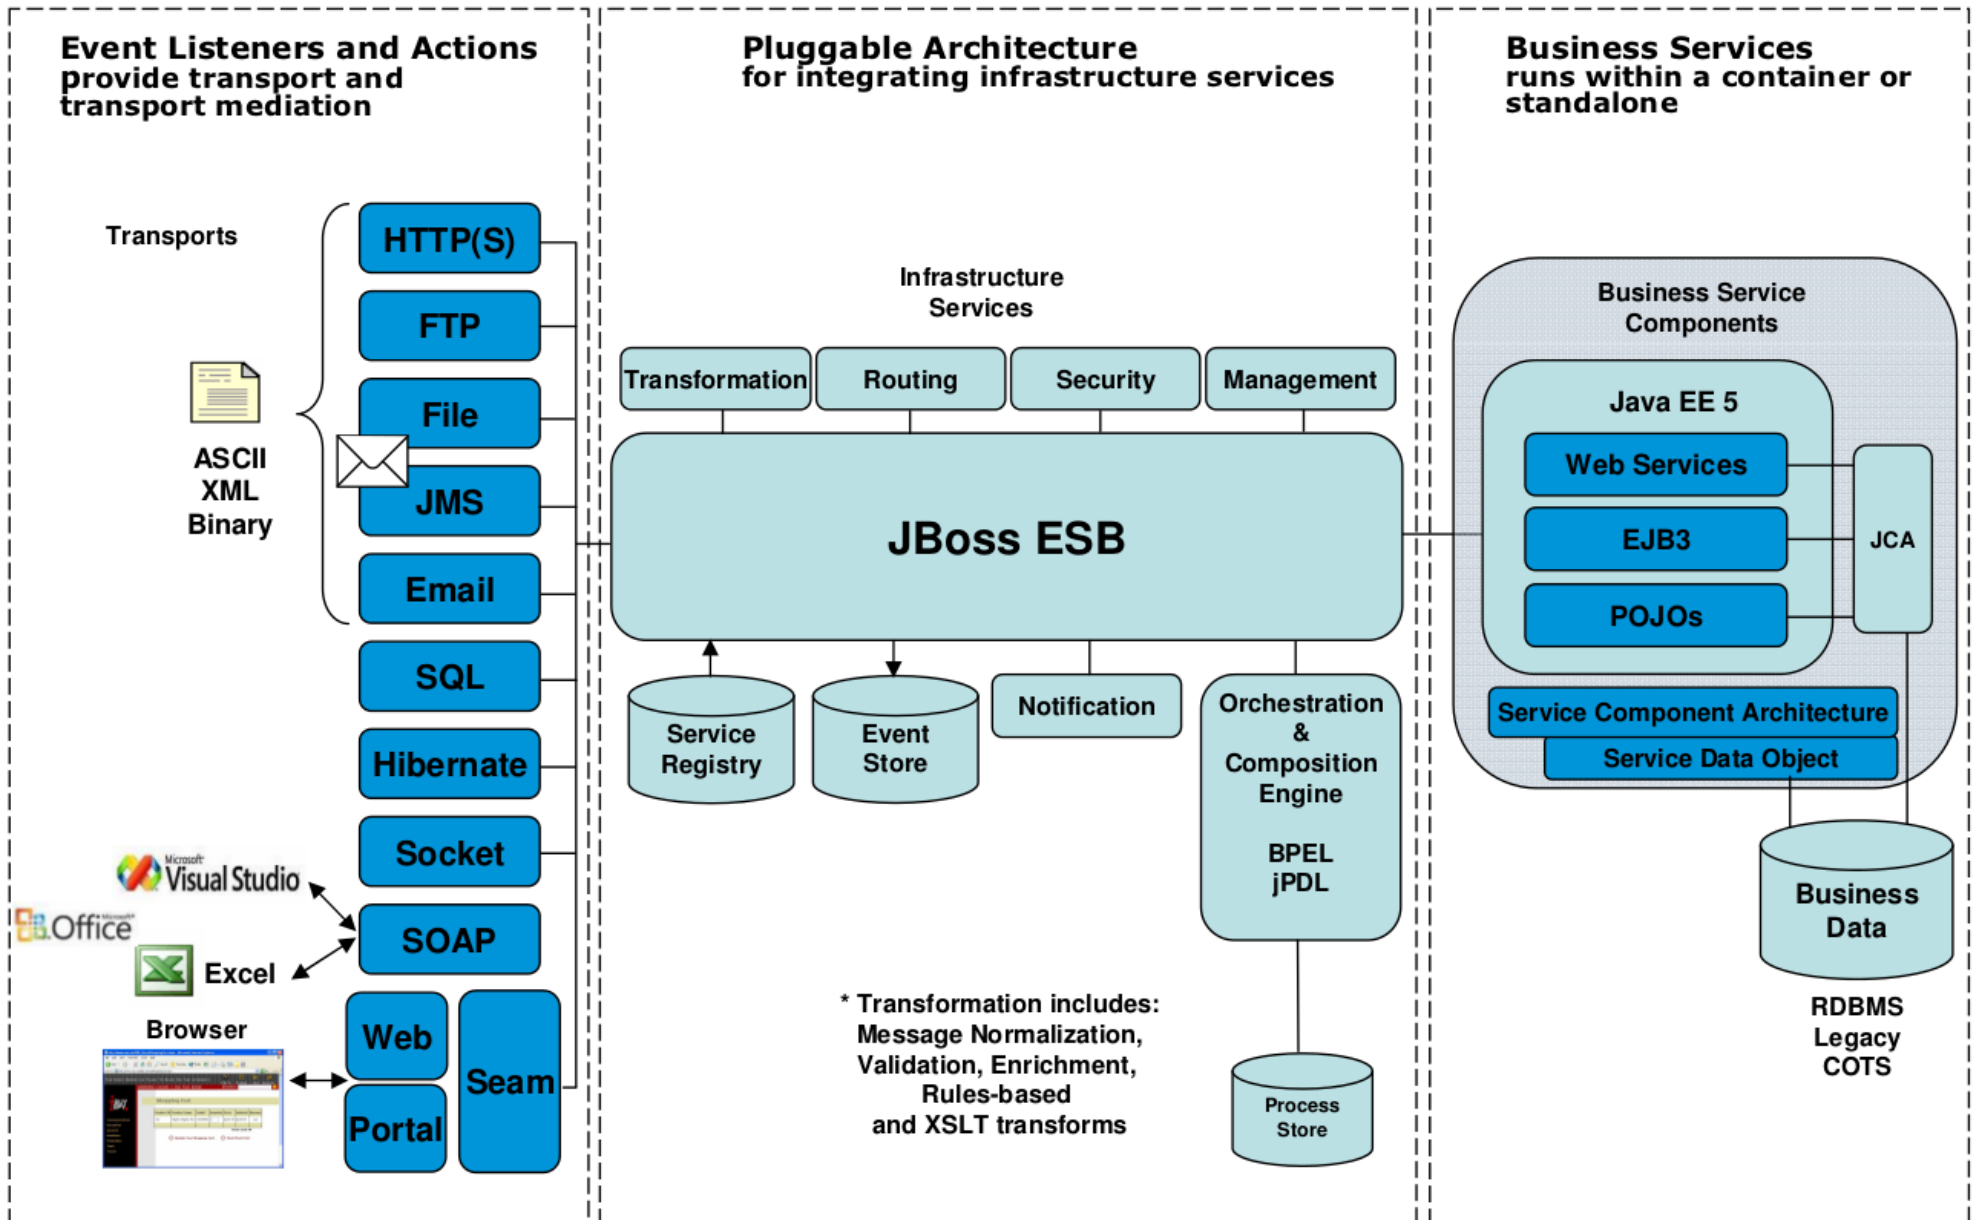 Event Listeners and Actions
provide transport and
transport mediation
Transports
HTTP(S)
FTP
File
JMS
Email
SQL
Hibernate
Socket
SOAP
Web
Portal
Seam
ASCII
XML
Binary
Microsoft
Visual Studio
Microsoft
Office
Excel
Browser
Pluggable Architecture
for integrating infrastructure services
Infrastructure
Services
Transformation
Routing
Security
Management
JBoss ESB
Service
Registry
Event
Store
Notification
Orchestration
&
Composition
Engine
BPEL
jPDL
* Transformation includes:
Message Normalization,
Validation, Enrichment,
Rules-based
and XSLT transforms
Process
Store
Business Services
runs within a container or
standalone
Business Service
Components
Java EE 5
Web Services
EJB3
POJOs
JCA
Service Component Architecture
Service Data Object
Business
Data
RDBMS
Legacy
COTS